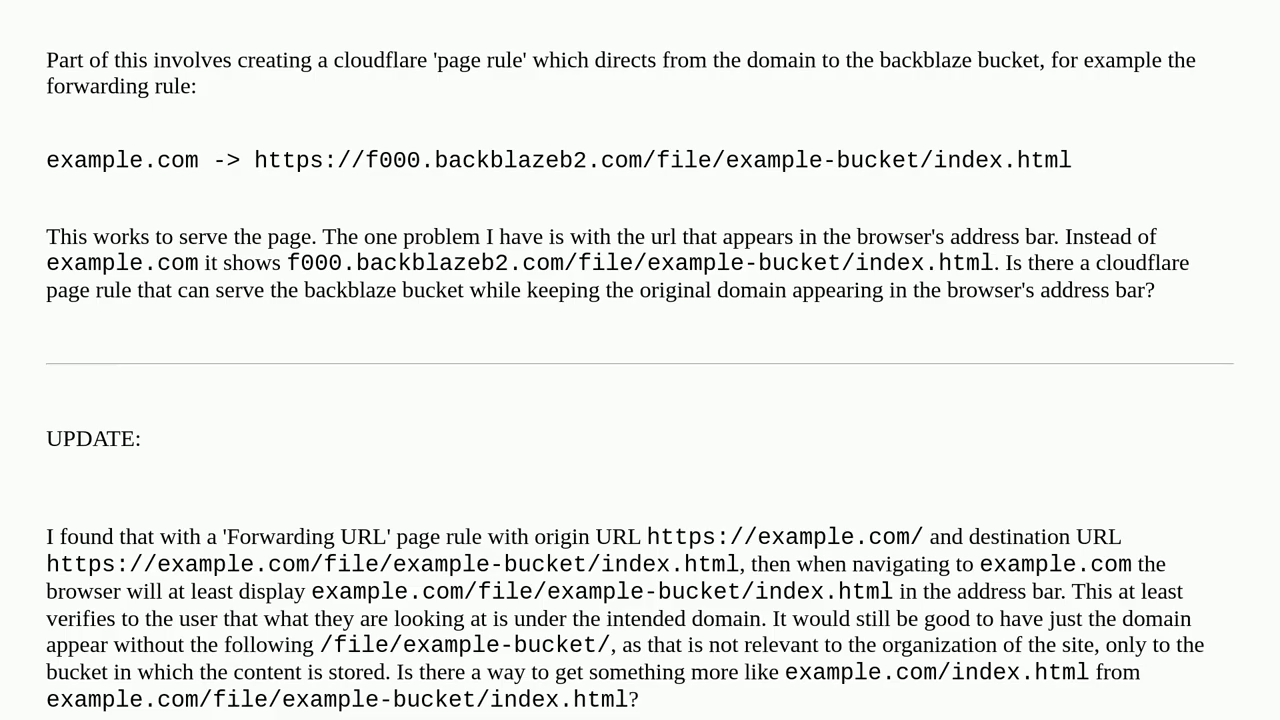 Part of this involves creating a cloudflare 'page rule' which directs from the domain to the backblaze bucket, for example the
forwarding rule:
example.com -> https://f000.backblazeb2.com/file/example-bucket/index.html
This works to serve the page. The one problem I have is with the url that appears in the browser's address bar. Instead of
example.com it shows f000.backblazeb2.com/file/example-bucket/index.html. Is there a cloudflare
page rule that can serve the backblaze bucket while keeping the original domain appearing in the browser's address bar?
UPDATE:
I found that with a 'Forwarding URL' page rule with origin URL https://example.com/ and destination URL
https://example.com/file/example-bucket/index.html, then when navigating to example.com the
browser will at least display example.com/file/example-bucket/index.html in the address bar. This at least
verifies to the user that what they are looking at is under the intended domain. It would still be good to have just the domain
appear without the following /file/example-bucket/, as that is not relevant to the organization of the site, only to the
bucket in which the content is stored. Is there a way to get something more like example.com/index.html from
example.com/file/example-bucket/index.html?